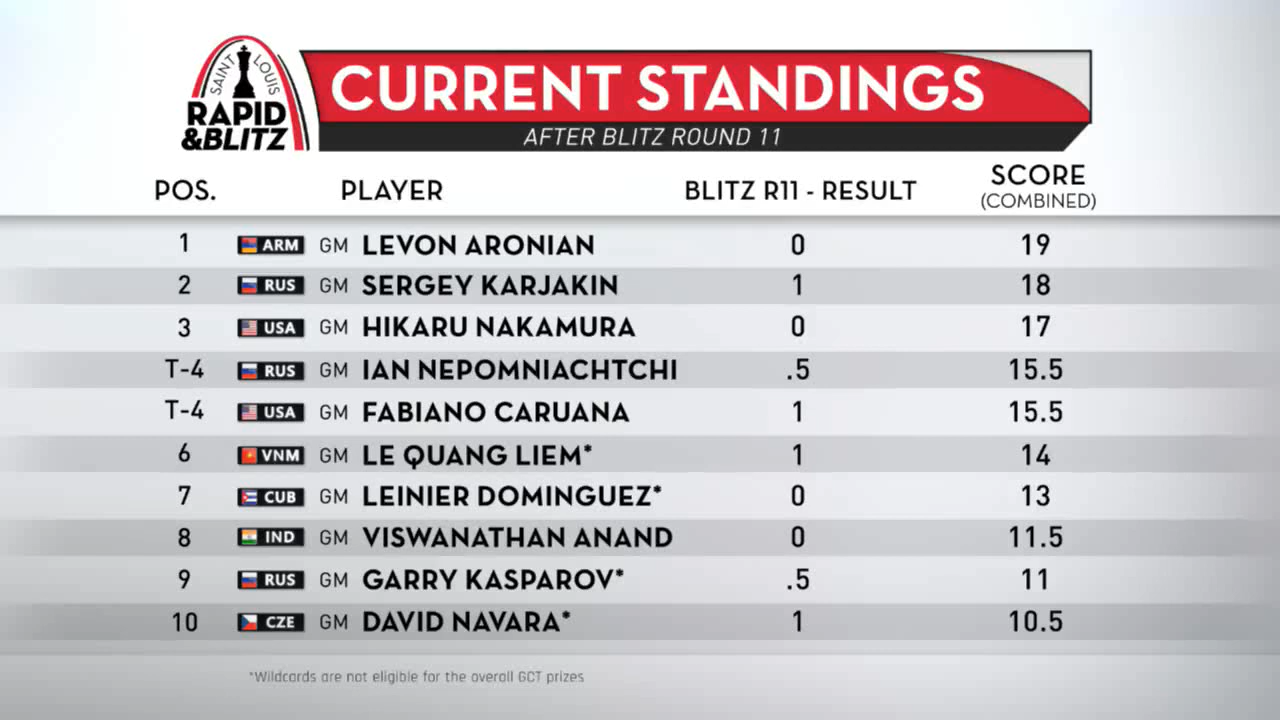 SAINT LOUIS
RAPID
&BLITZ
CURRENT STANDINGS
AFTER BLITZ ROUND 11
POS. PLAYER BLITZ R11 - RESULT SCORE
(COMBINED)
1 ARM GM LEVON ARONIAN 0 19
2 RUS GM SERGEY KARJAKIN 1 18
3 USA GM HIKARU NAKAMURA 0 17
T-4 RUS GM IAN NEPOMNIACHTCHI .5 15.5
T-4 USA GM FABIANO CARUANA 1 15.5
6 VNM GM LE QUANG LIEM* 1 14
7 CUB GM LEINIER DOMINGUEZ* 0 13
8 IND GM VISWANATHAN ANAND 0 11.5
9 RUS GM GARRY KASPAROV* .5 11
10 CZE GM DAVID NAVARA* 1 10.5
*Wildcards are not eligible for the overall GCT prizes